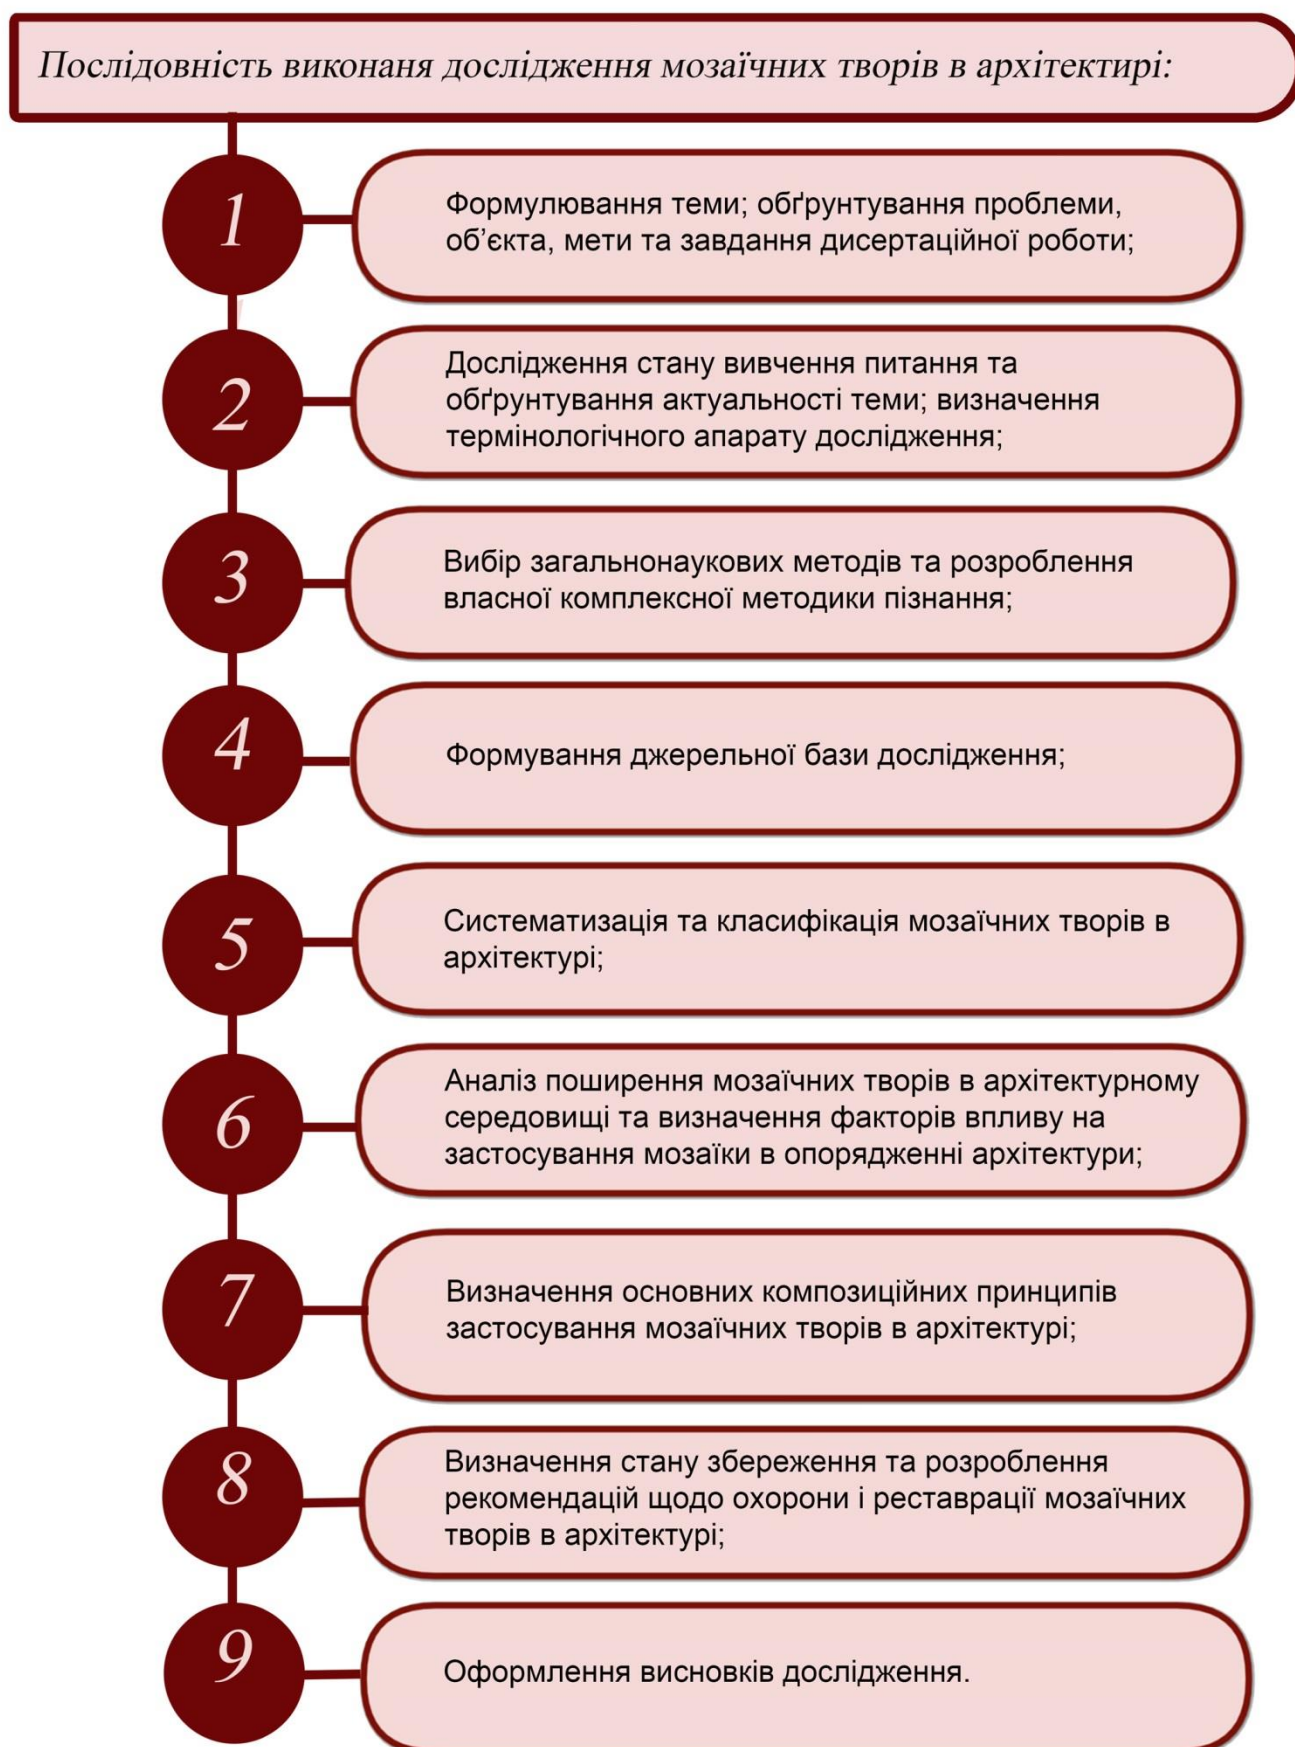 Послідовність виконаня дослідження мозаїчних творів в архітектирі:
1
Формулювання теми; обґрунтування проблеми,
об’єкта, мети та завдання дисертаційної роботи;
2
Дослідження стану вивчення питання та
обґрунтування актуальності теми; визначення
термінологічного апарату дослідження;
3
Вибір загальнонаукових методів та розроблення
власної комплексної методики пізнання;
4
Формування джерельної бази дослідження;
5
Систематизація та класифікація мозаїчних творів в
архітектурі;
6
Аналіз поширення мозаїчних творів в архітектурному
середовищі та визначення факторів впливу на
застосування мозаїки в опорядженні архітектури;
7
Визначення основних композиційних принципів
застосування мозаїчних творів в архітектурі;
8
Визначення стану збереження та розроблення
рекомендацій щодо охорони і реставрації мозаїчних
творів в архітектурі;
9
Оформлення висновків дослідження.